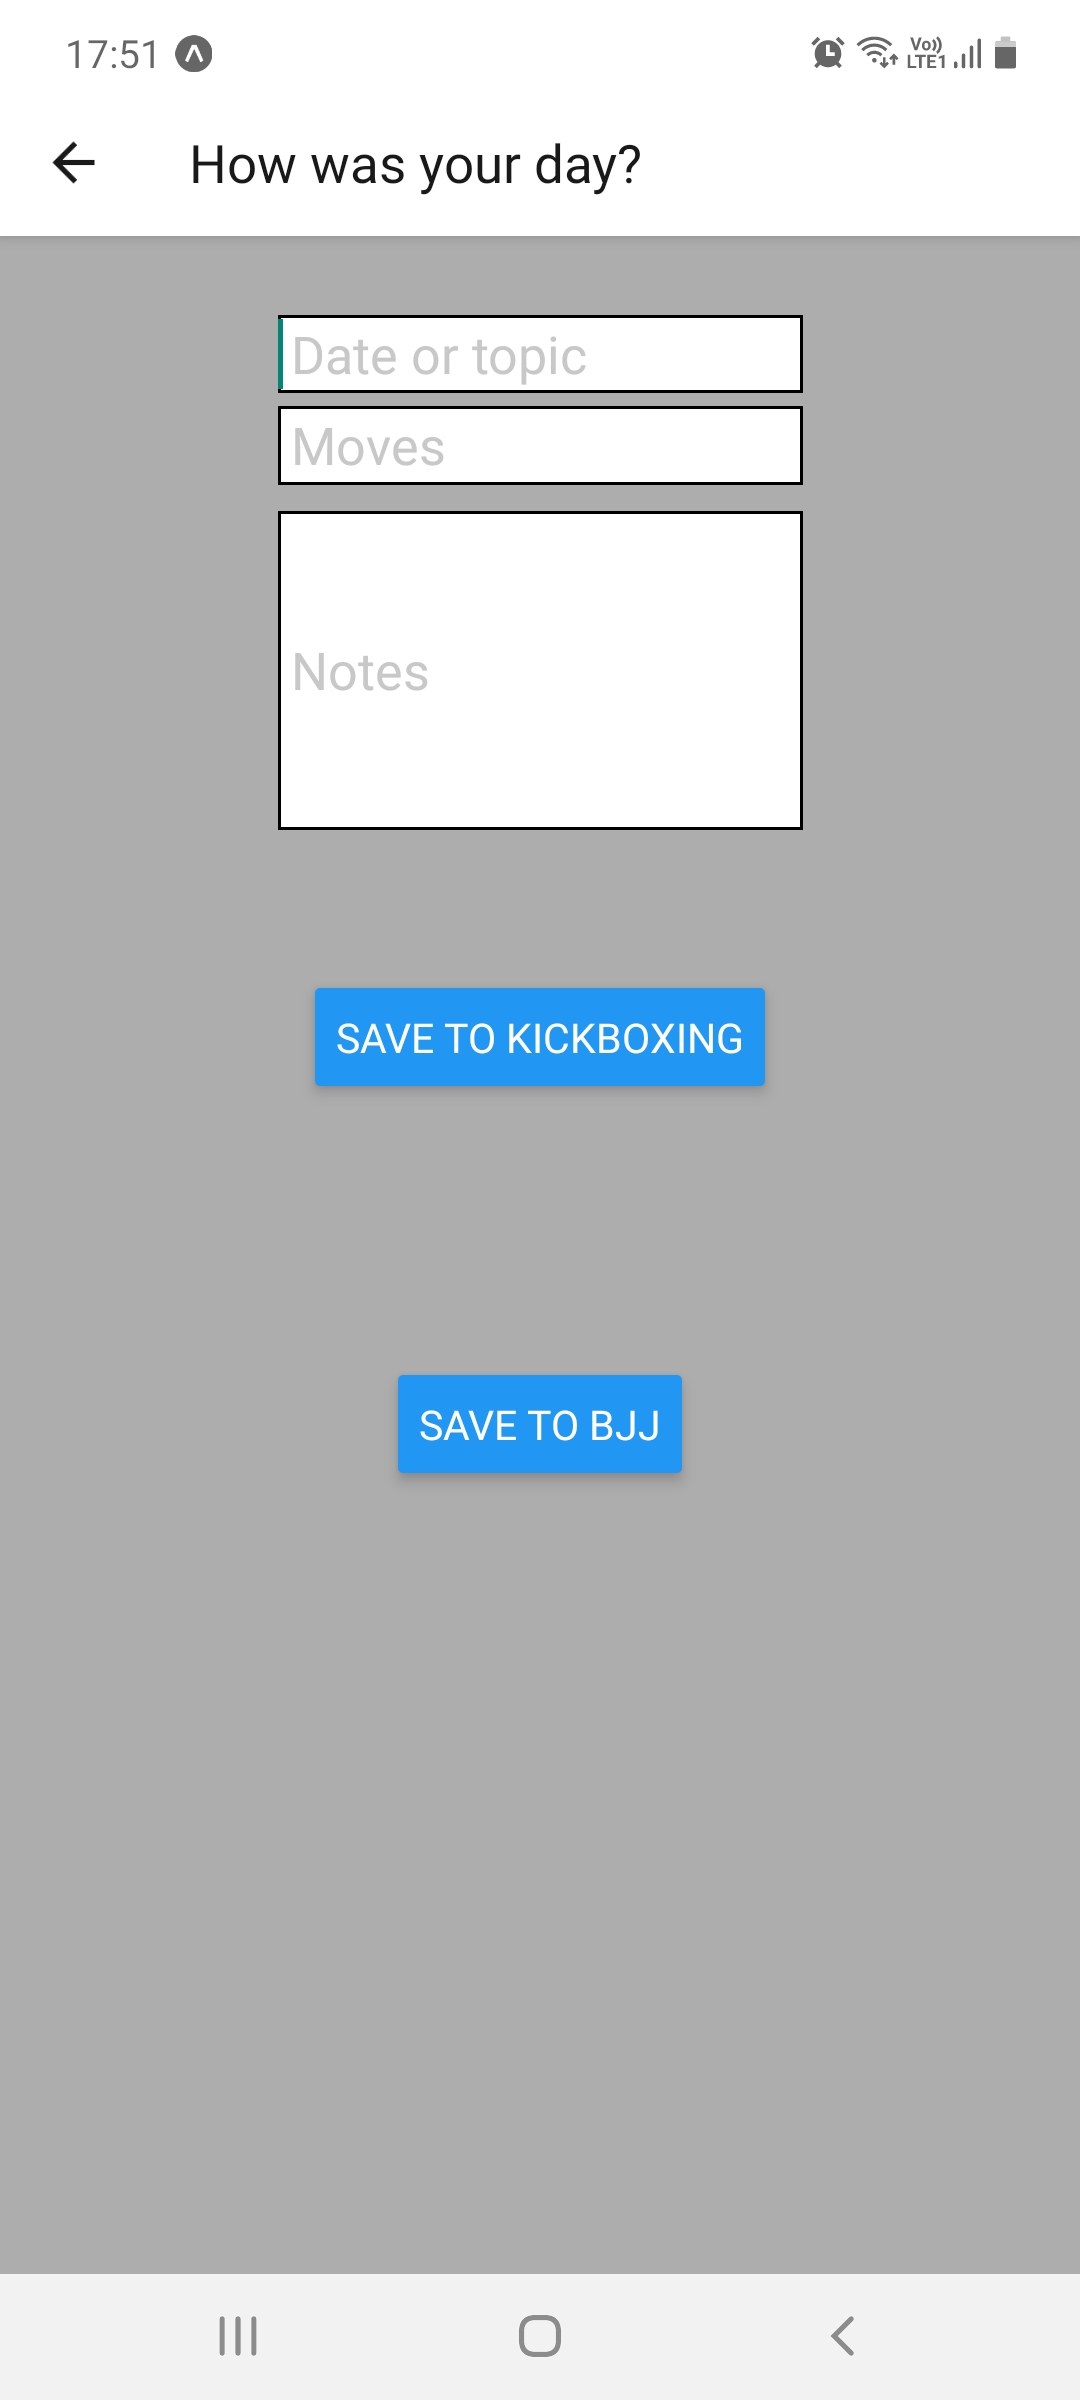 17:51
Vo))
LTE1
How was your day?
Date or topic
Moves
Notes
SAVE TO KICKBOXING
SAVE TO BJJ